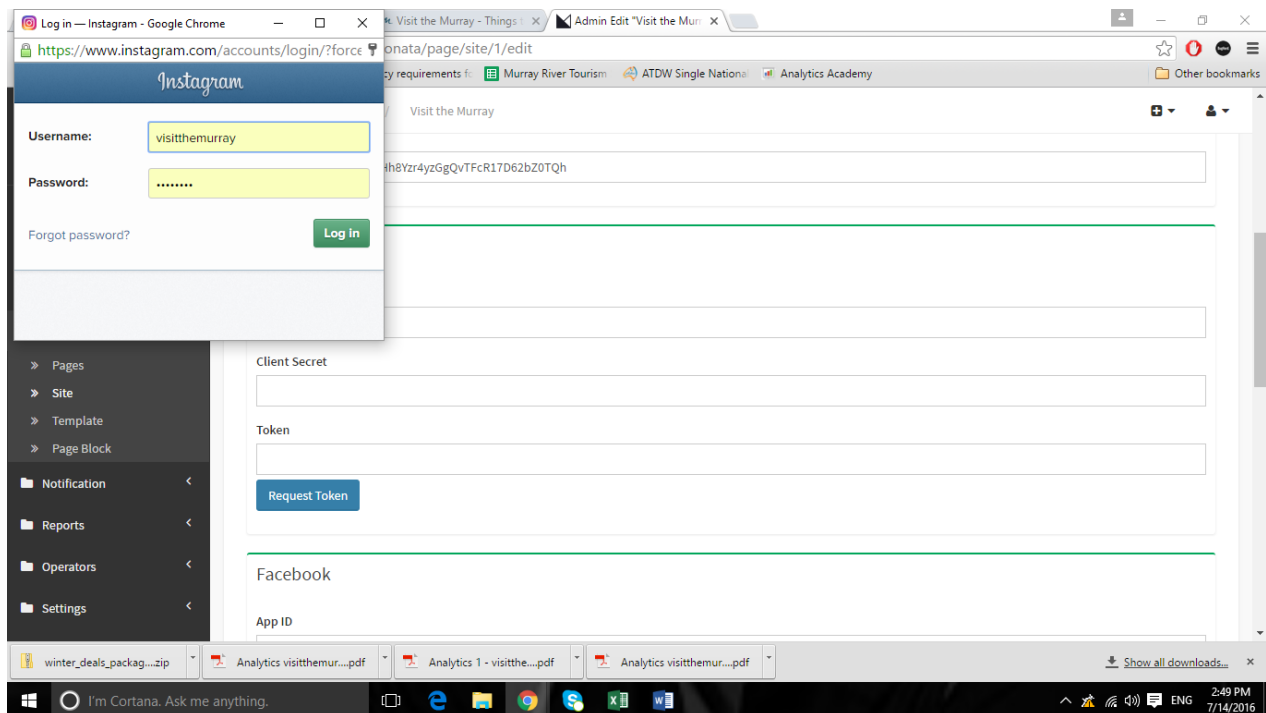 Log in — Instagram - Google Chrome
Visit the Murray - Things
Admin Edit "Visit the Mur
https://www.instagram.com/accounts/login/?force
onata/page/site/1/edit
requirements
Murray River Tourism
ATDW Single National
Analytics Academy
Other bookmarks
Instagram
/ Visit the Murray
Username:
visitthemurray
Password:
••••••••
Forgot password?
Log in
h8Yzr4yzGgQvTFcR17D62bZ0TQh
Client Secret
Token
Request Token
Pages
Site
Template
Page Block
Notification
Reports
Operators
Settings
Facebook
App ID
winter_deals_packag....zip
Analytics visitthemur....pdf
Analytics 1 - visitthe....pdf
Analytics visitthemur....pdf
Show all downloads...
I'm Cortana. Ask me anything.
ENG
2:49 PM
7/14/2016